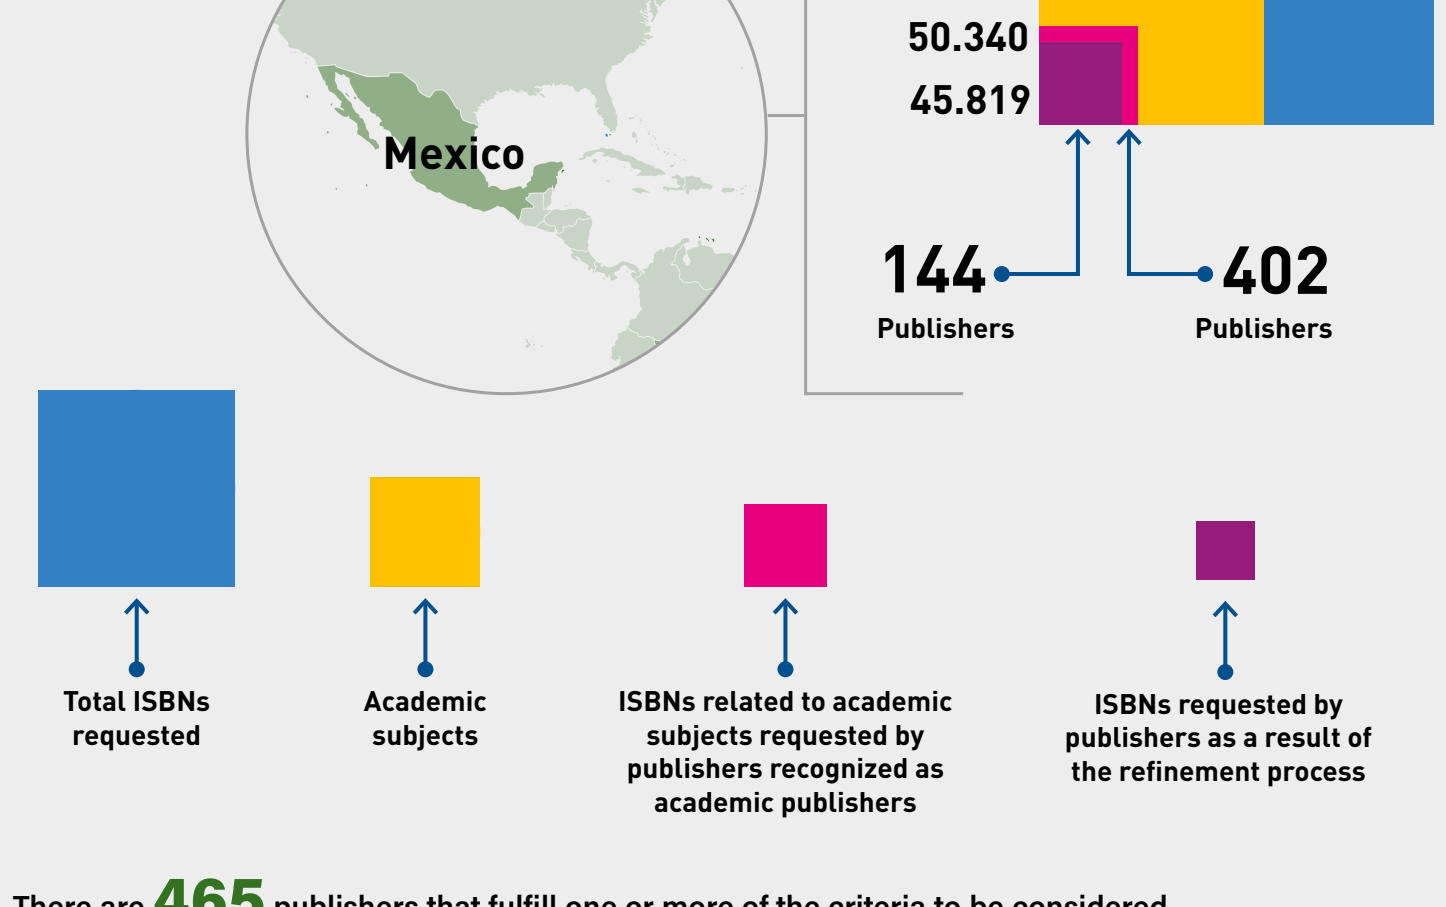 50.340
45.819
Mexico
144
402
Publishers
Publishers
Total ISBNs
requested
Academic
subjects
ISBNs related to academic
subjects requested by
publishers recognized as
academic publishers
ISBNs requested by
publishers as a result of
the refinement process
There are 465 publishers that fulfill one or more of the criteria to be considered